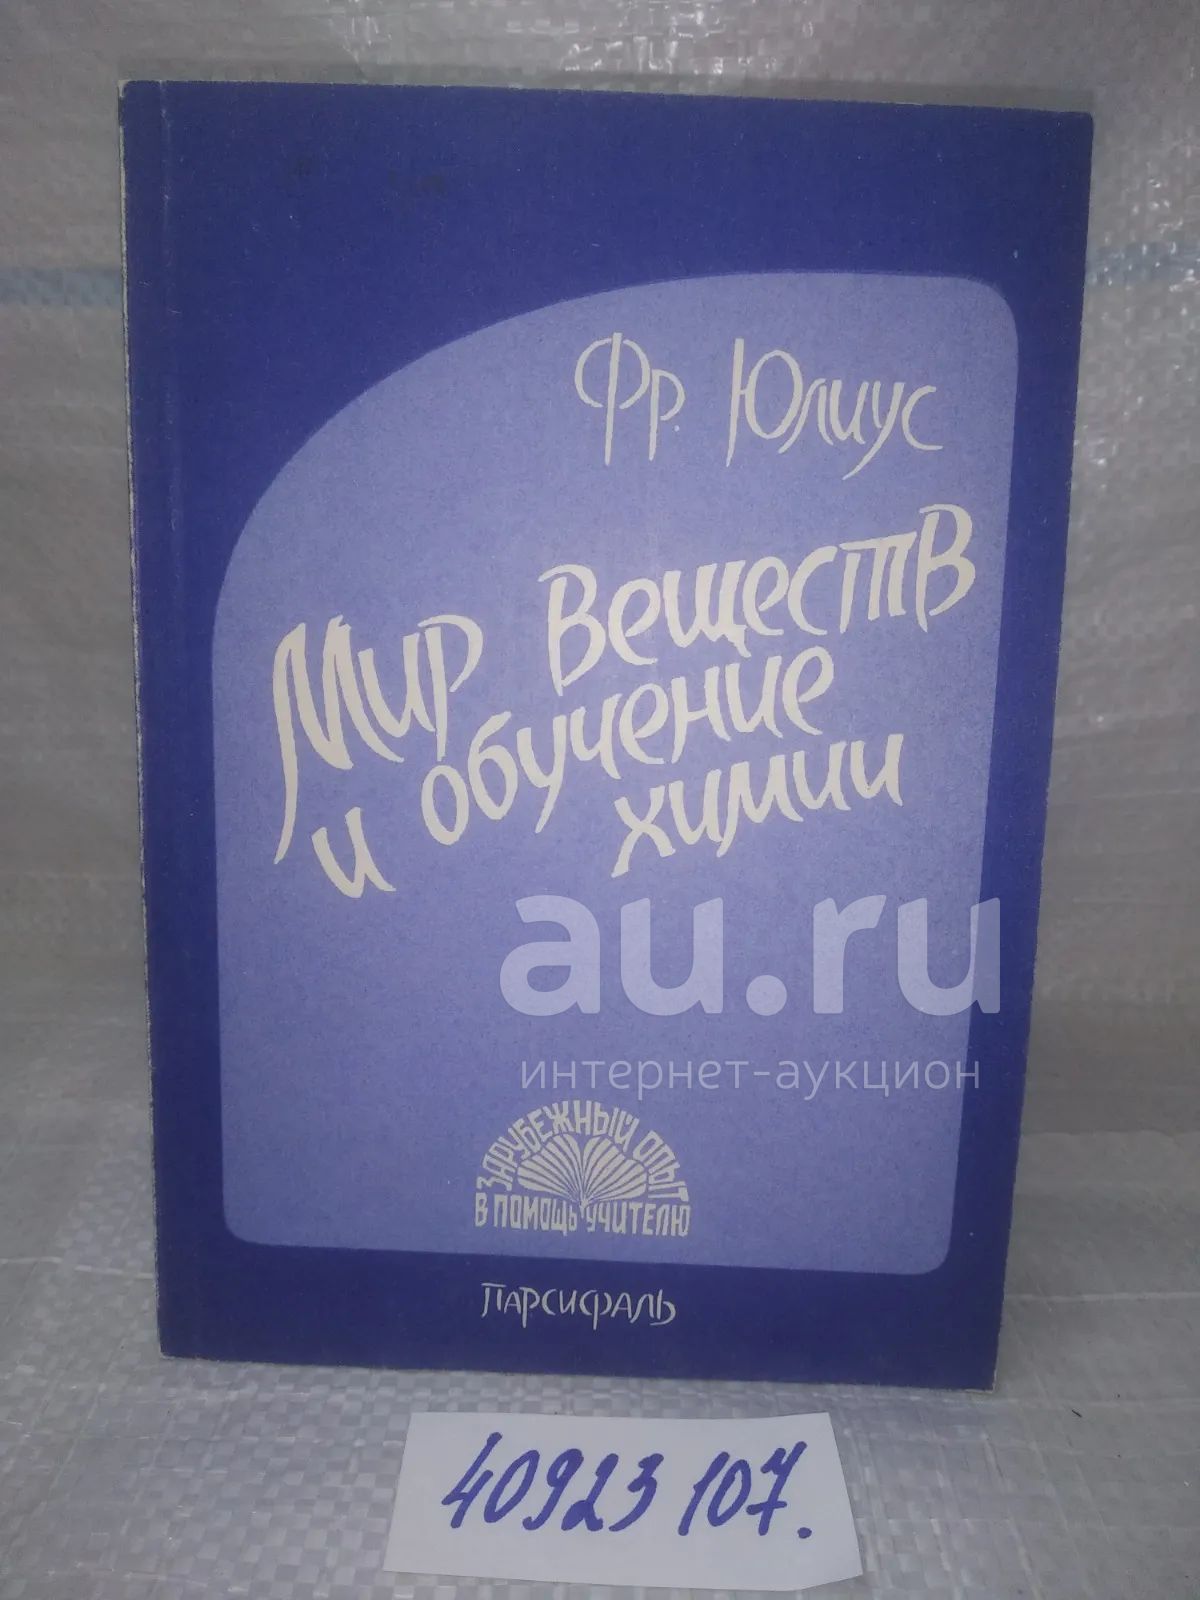 Фр. Юлиус
Мир веществ
и обучение
химии
au.ru
интернет-аукцион
ЗАРУБЕЖНЫЙ ОПЫТ
В ПОМОЩЬ УЧИТЕЛЮ
ПАРСИФАЛЬ
40923 107.